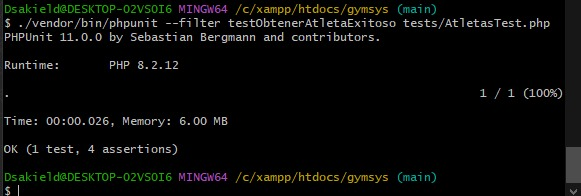 Dsakield@DESKTOP-02VSOI6 MINGW64 /c/xampp/htdocs/gymsys (main)
$ ./vendor/bin/phpunit --filter testObtenerAtletaExitoso tests/AtletasTest.php
PHPUnit 11.0.0 by Sebastian Bergmann and contributors.
Runtime:       PHP 8.2.12
.                                                                   1 / 1 (100%)
Time: 00:00.026, Memory: 6.00 MB
OK (1 test, 4 assertions)
Dsakield@DESKTOP-02VSOI6 MINGW64 /c/xampp/htdocs/gymsys (main)
$